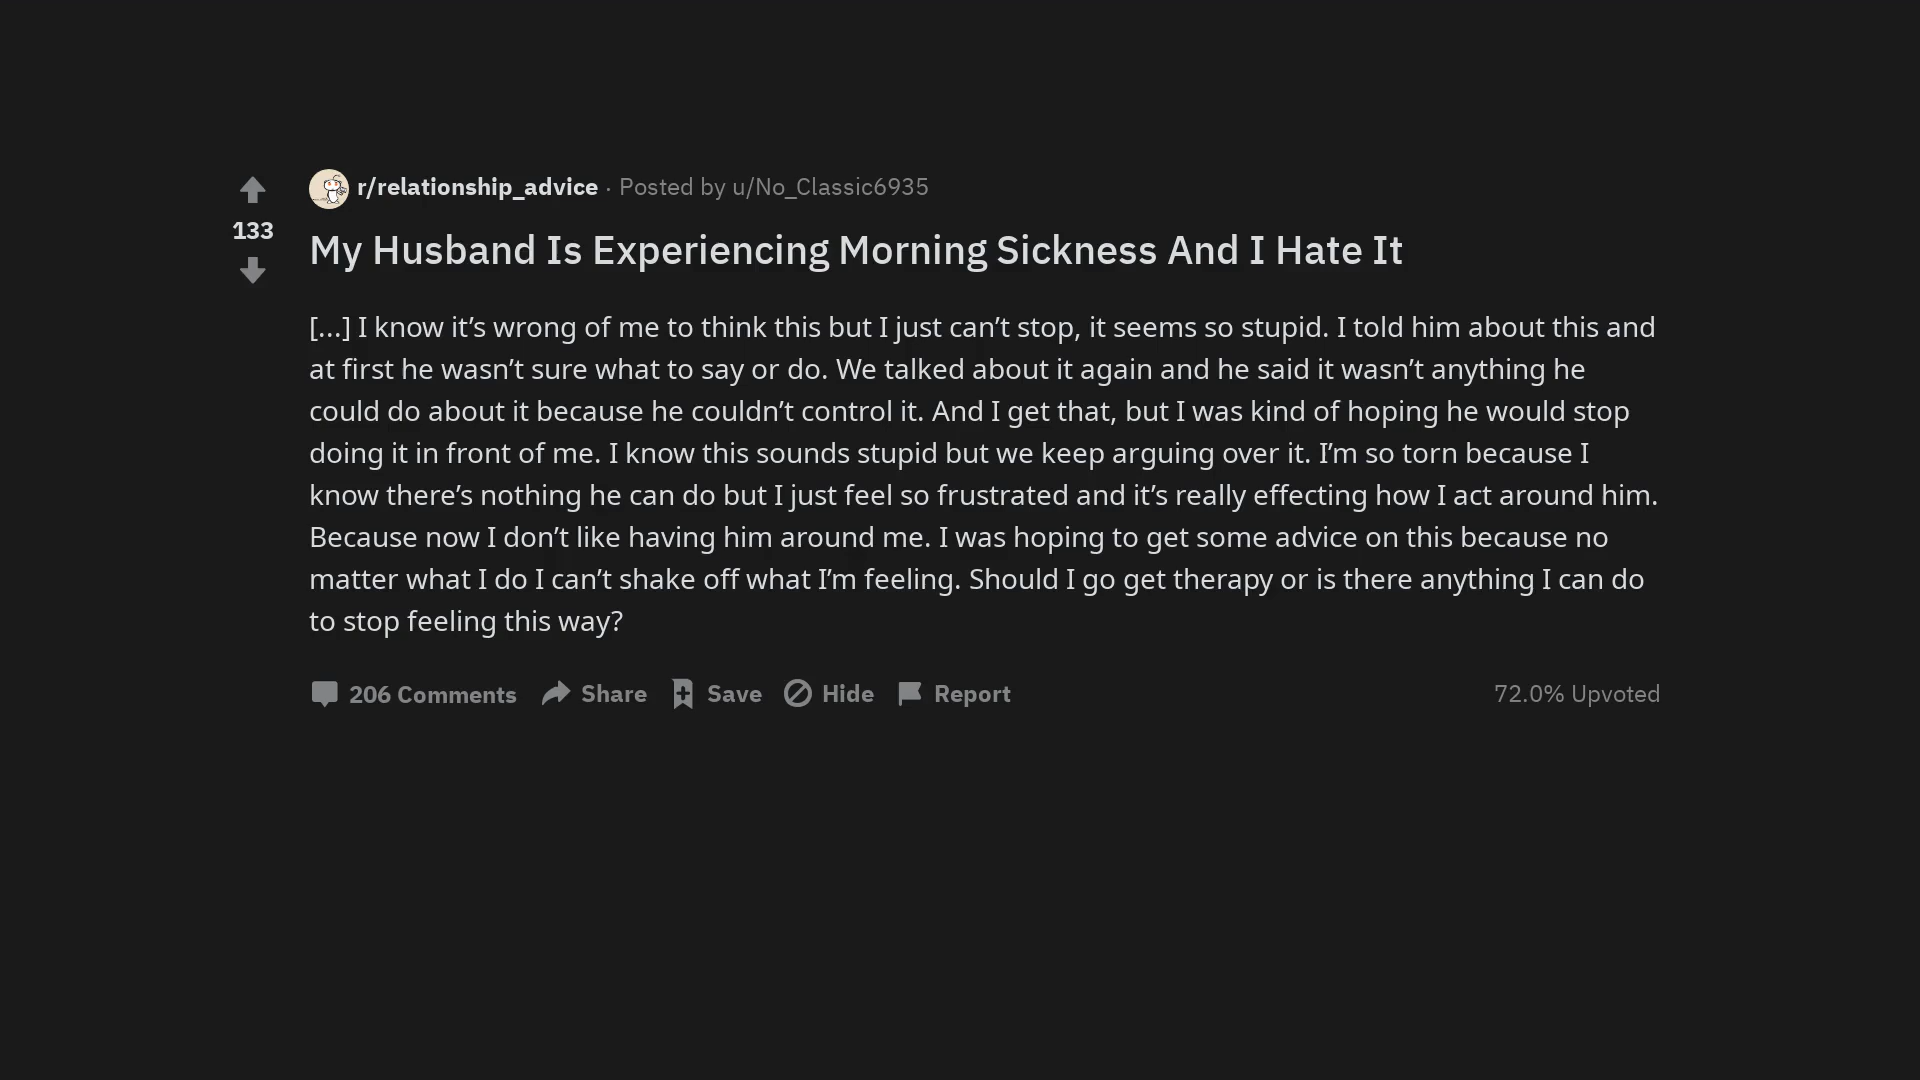 r/relationship_advice · Posted by u/No_Classic6935
133
My Husband Is Experiencing Morning Sickness And I Hate It
[...] I know it’s wrong of me to think this but I just can’t stop, it seems so stupid. I told him about this and
at first he wasn’t sure what to say or do. We talked about it again and he said it wasn’t anything he
could do about it because he couldn’t control it. And I get that, but I was kind of hoping he would stop
doing it in front of me. I know this sounds stupid but we keep arguing over it. I’m so torn because I
know there’s nothing he can do but I just feel so frustrated and it’s really effecting how I act around him.
Because now I don’t like having him around me. I was hoping to get some advice on this because no
matter what I do I can’t shake off what I’m feeling. Should I go get therapy or is there anything I can do
to stop feeling this way?
206 Comments Share Save Hide Report 72.0% Upvoted